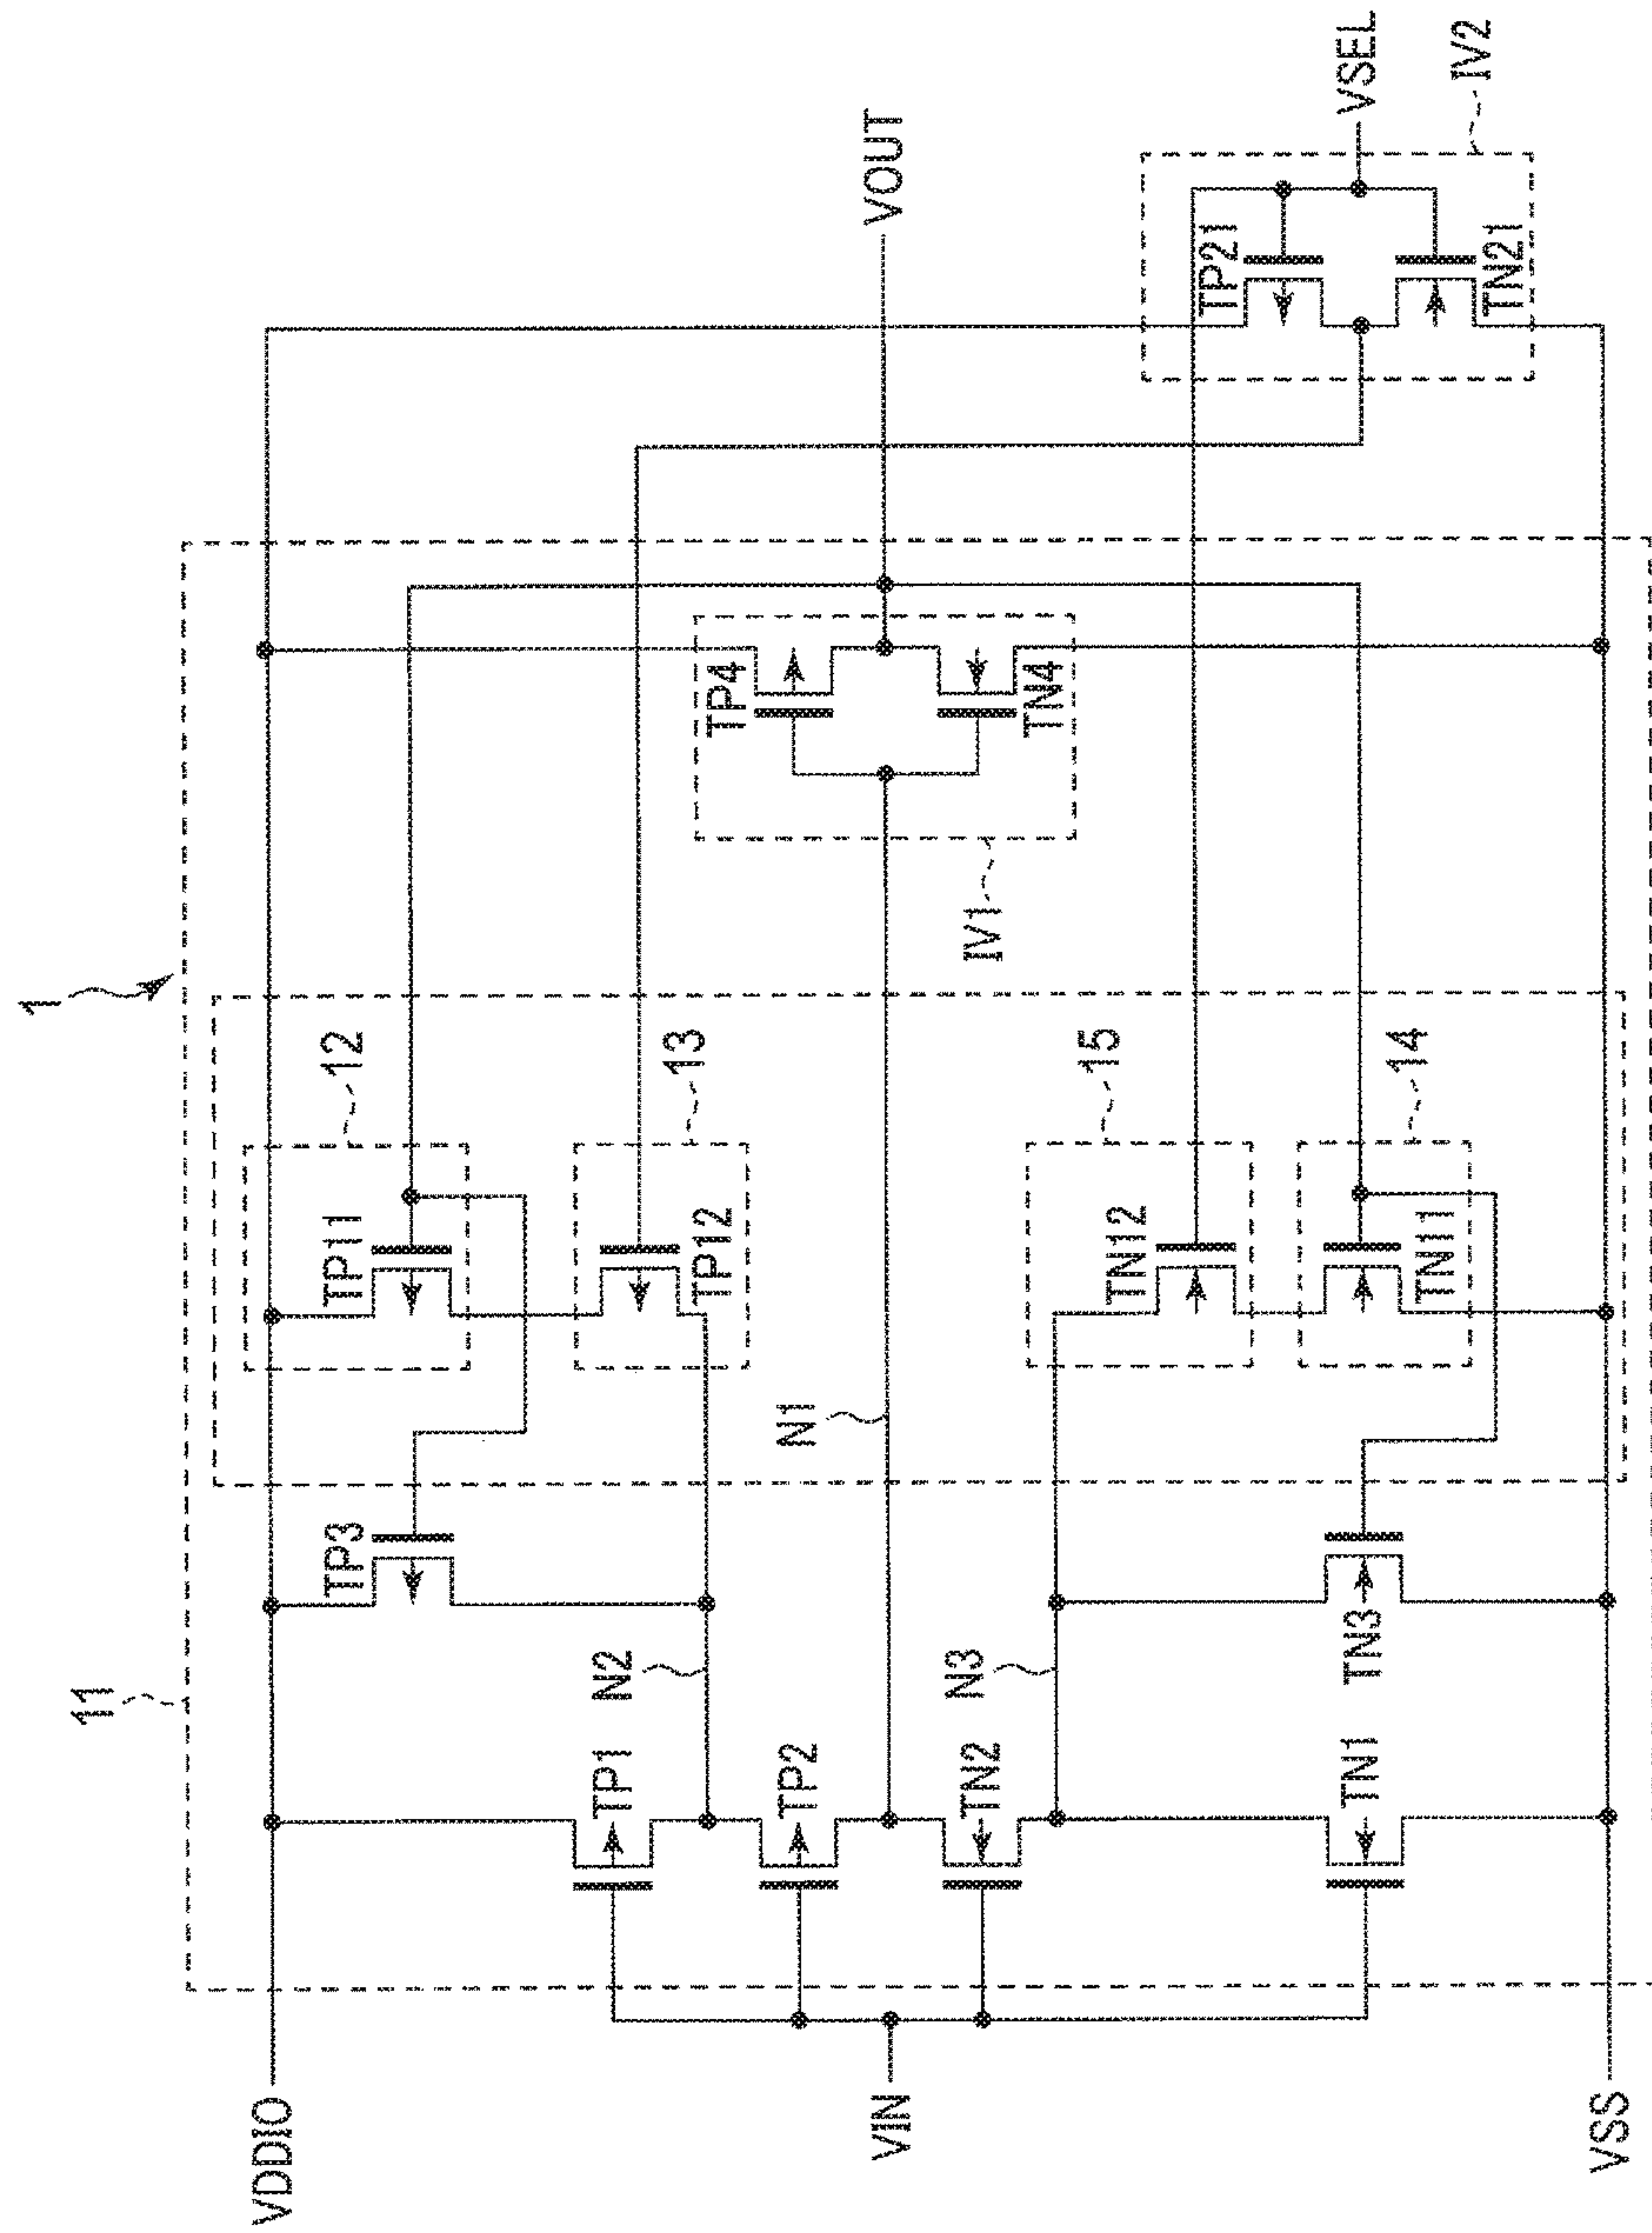 1
11
12
13
15
14
VDDIO
VIN
VSS
TP1
TP2
TN2
TN1
N2
N3
TP3
TN3
TP11
TP12
TN12
TN11
N1
IV1
TP4
TN4
VOUT
TP21
TN21
VSEL
IV2